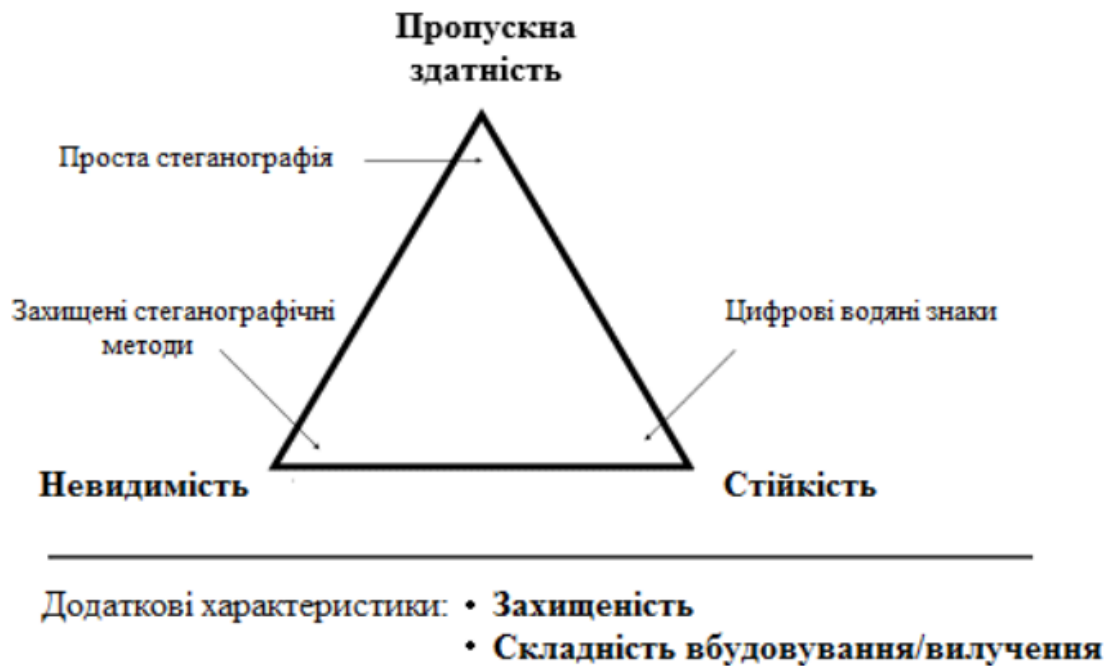 Пропускна
здатність
Проста стеганографія
Захищені стеганографічні
методи
Цифрові водяні знаки
Невидимість
Стійкість
Додаткові характеристики: • Захищеність
• Складність вбудовування/вилучення